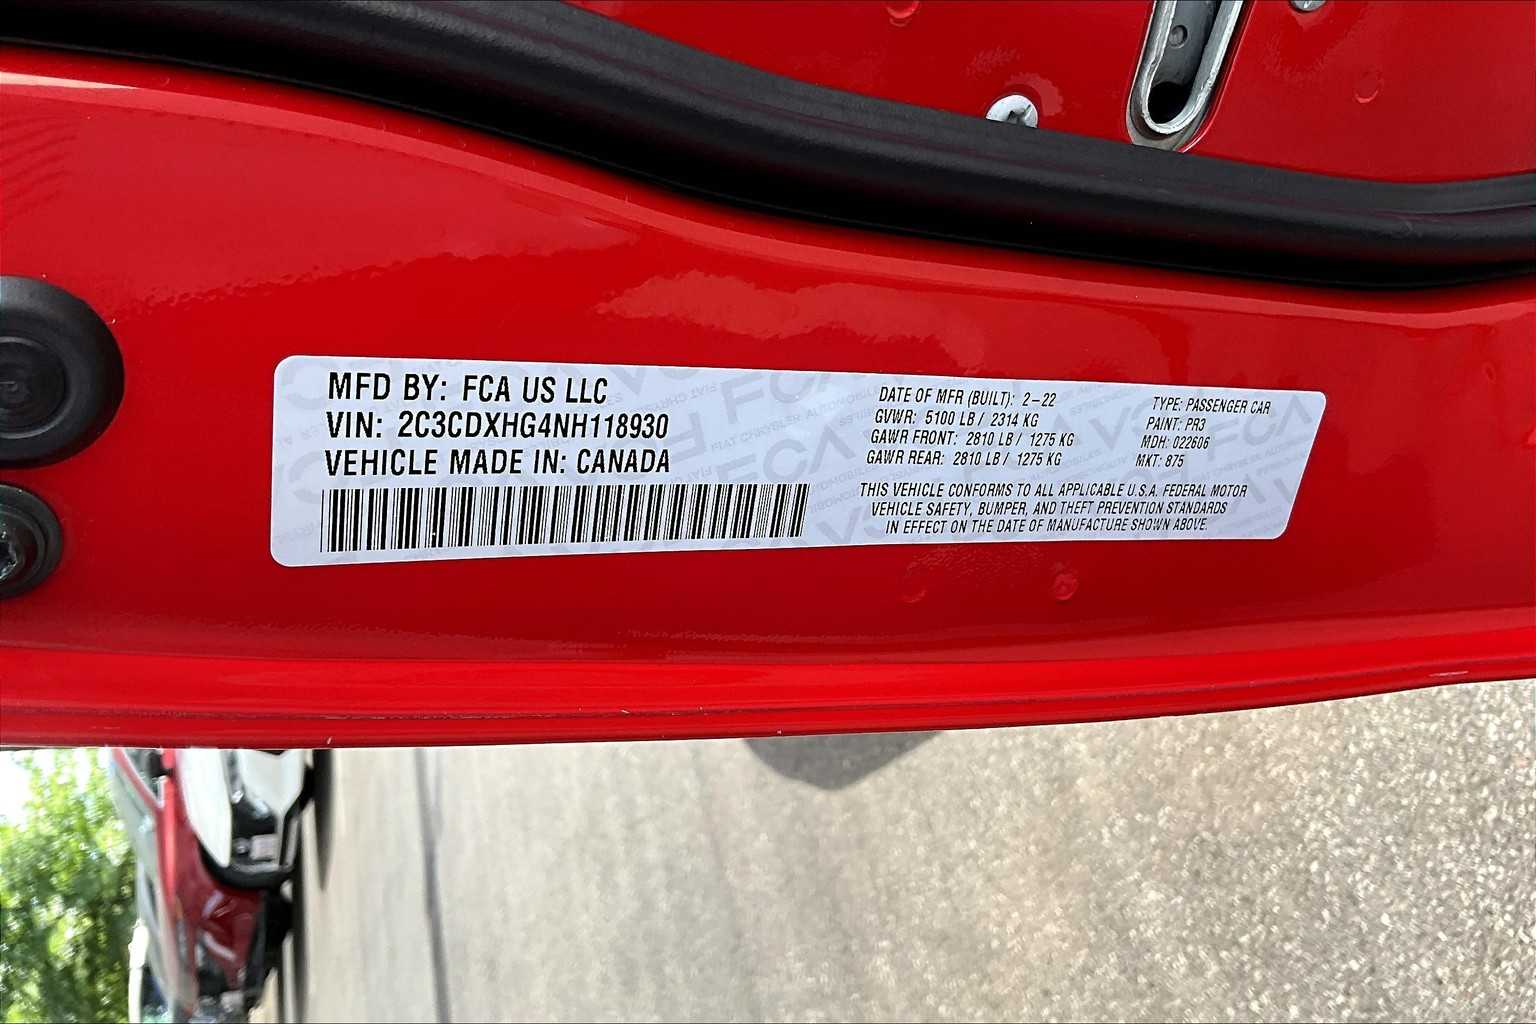 MFD BY: FCA US LLC
VIN: 2C3CDXHG4NH118930
VEHICLE MADE IN: CANADA
DATE OF MFR (BUILT): 2-22
GVWR: 5100 LB / 2314 KG
GAWR FRONT: 2810 LB / 1275 KG
GAWR REAR: 2810 LB / 1275 KG
TYPE: PASSENGER CAR
PAINT: PR3
MDH: 022606
MKT: 875
THIS VEHICLE CONFORMS TO ALL APPLICABLE U.S.A. FEDERAL MOTOR
VEHICLE SAFETY, BUMPER, AND THEFT PREVENTION STANDARDS
IN EFFECT ON THE DATE OF MANUFACTURE SHOWN ABOVE.